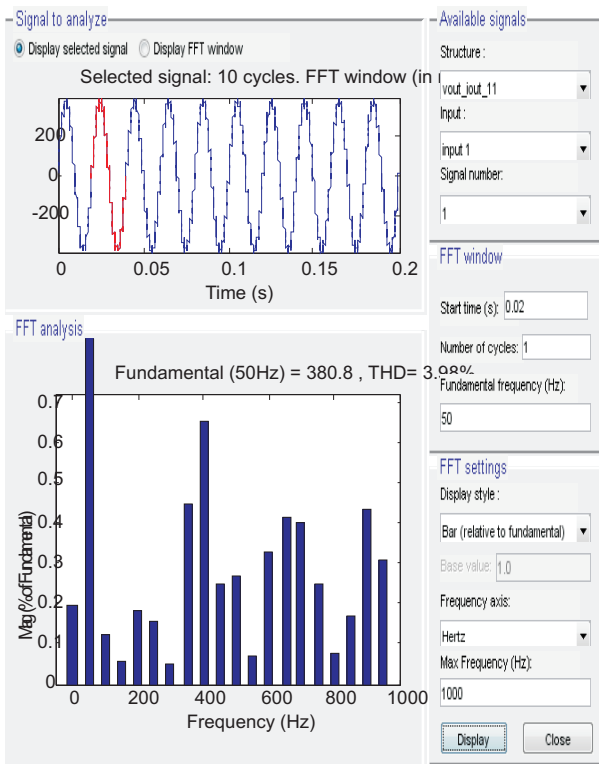 Signal to analyze
Display selected signal Display FFT window
Selected signal: 10 cycles. FFT window (in
200
0
-200
0 0.05 0.1 0.15 0.2
Time (s)
FFT analysis
Fundamental (50Hz) = 380.8 , THD= 3.98%
0.7
0.6
0.5
0.4
0.3
0.2
0.1
0
Mag (% of Fundamental)
0 200 400 600 800 1000
Frequency (Hz)
Available signals
Structure :
vout_iout_11
Input :
input 1
Signal number:
1
FFT window
Start time (s): 0.02
Number of cycles: 1
Fundamental frequency (Hz):
50
FFT settings
Display style :
Bar (relative to fundamental)
Base value: 1.0
Frequency axis:
Hertz
Max Frequency (Hz):
1000
Display Close